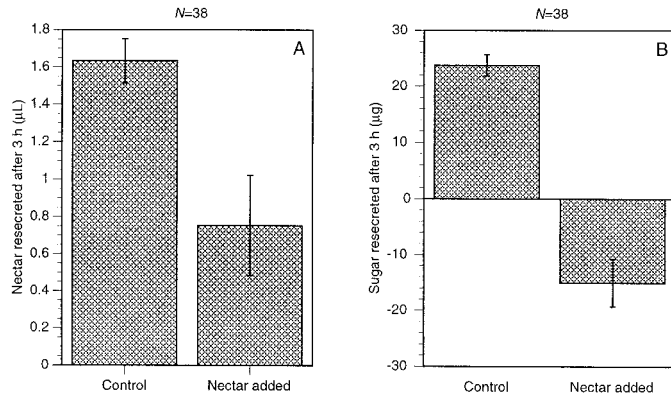 N=38
A
Nectar resecreted after 3 h (µL)
1.8
1.6
1.4
1.2
1
0.8
0.6
0.4
0.2
0
Control
Nectar added
N=38
B
Sugar resecreted after 3 h (µg)
30
20
10
0
-10
-20
-30
Control
Nectar added